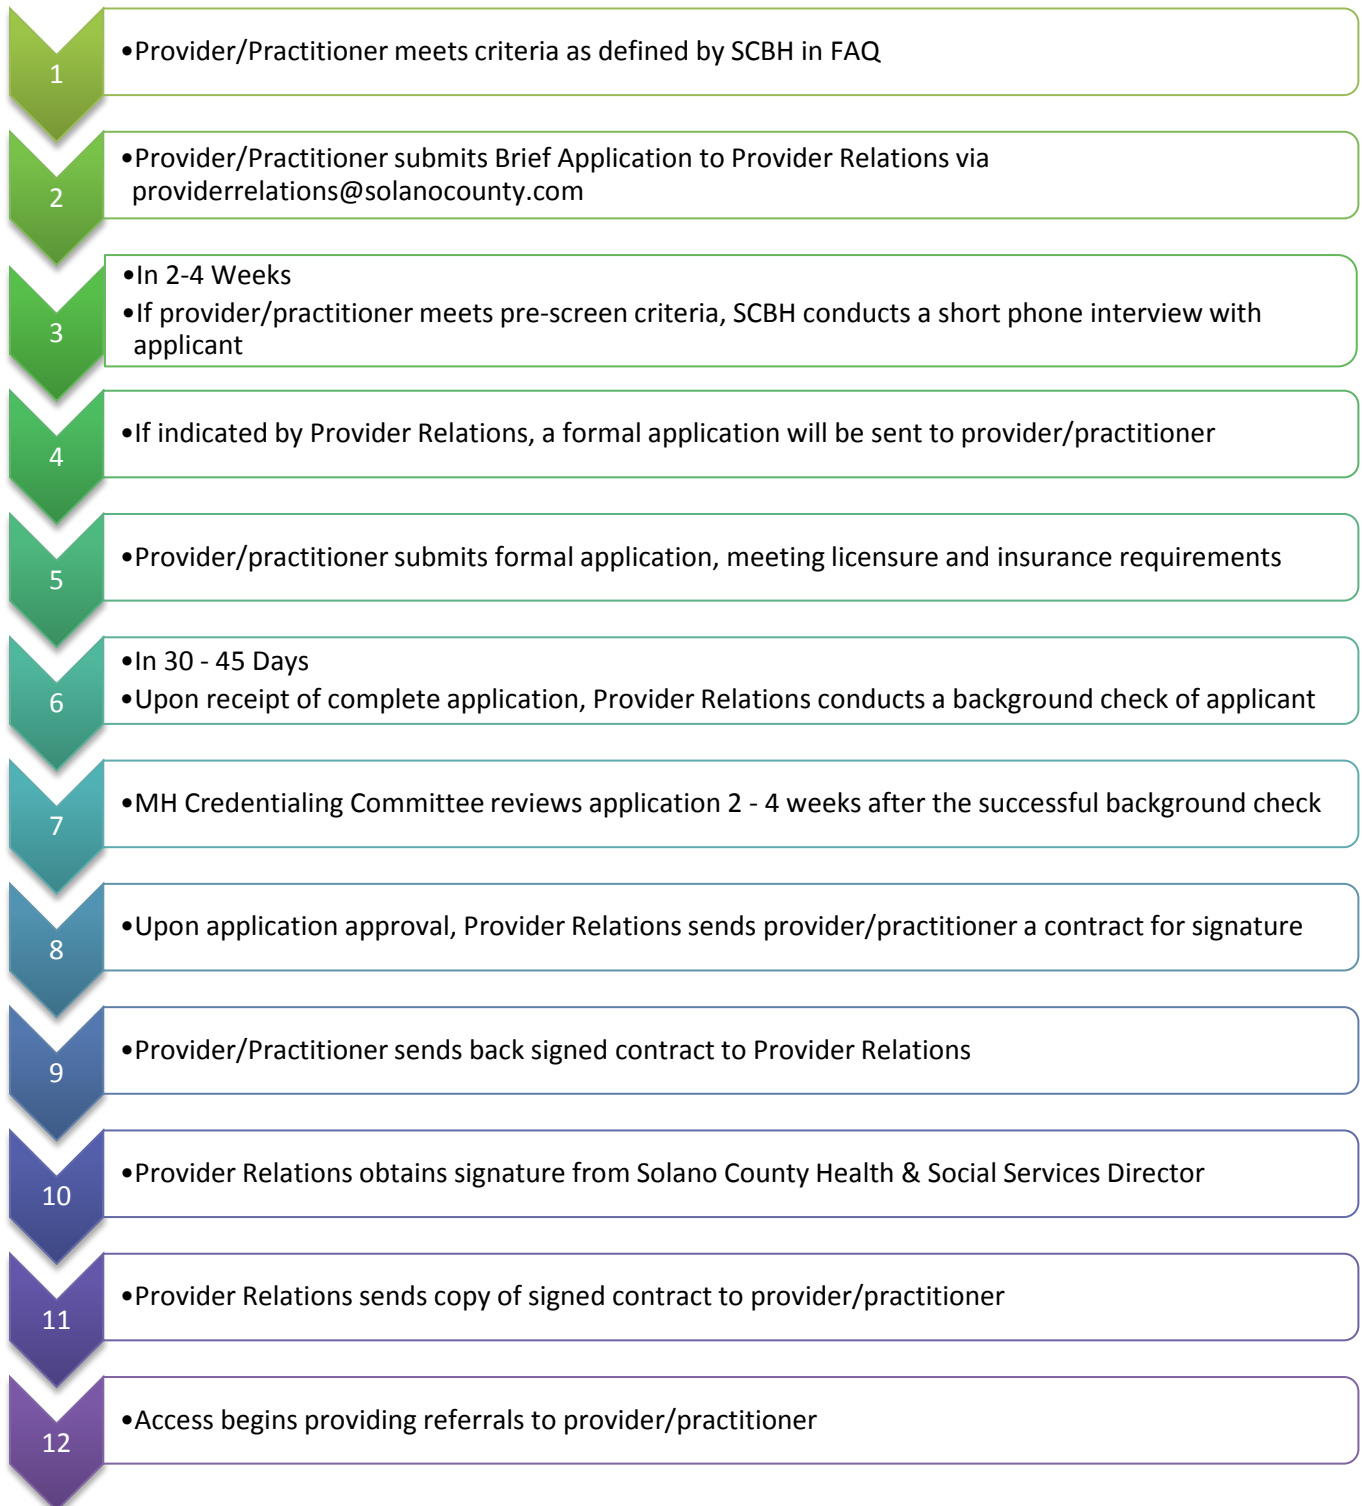 1
•Provider/Practitioner meets criteria as defined by SCBH in FAQ
2
•Provider/Practitioner submits Brief Application to Provider Relations via
providerrelations@solanocounty.com
3
•In 2-4 Weeks
•If provider/practitioner meets pre-screen criteria, SCBH conducts a short phone interview with
applicant
4
•If indicated by Provider Relations, a formal application will be sent to provider/practitioner
5
•Provider/practitioner submits formal application, meeting licensure and insurance requirements
6
•In 30 - 45 Days
•Upon receipt of complete application, Provider Relations conducts a background check of applicant
7
•MH Credentialing Committee reviews application 2 - 4 weeks after the successful background check
8
•Upon application approval, Provider Relations sends provider/practitioner a contract for signature
9
•Provider/Practitioner sends back signed contract to Provider Relations
10
•Provider Relations obtains signature from Solano County Health & Social Services Director
11
•Provider Relations sends copy of signed contract to provider/practitioner
12
•Access begins providing referrals to provider/practitioner